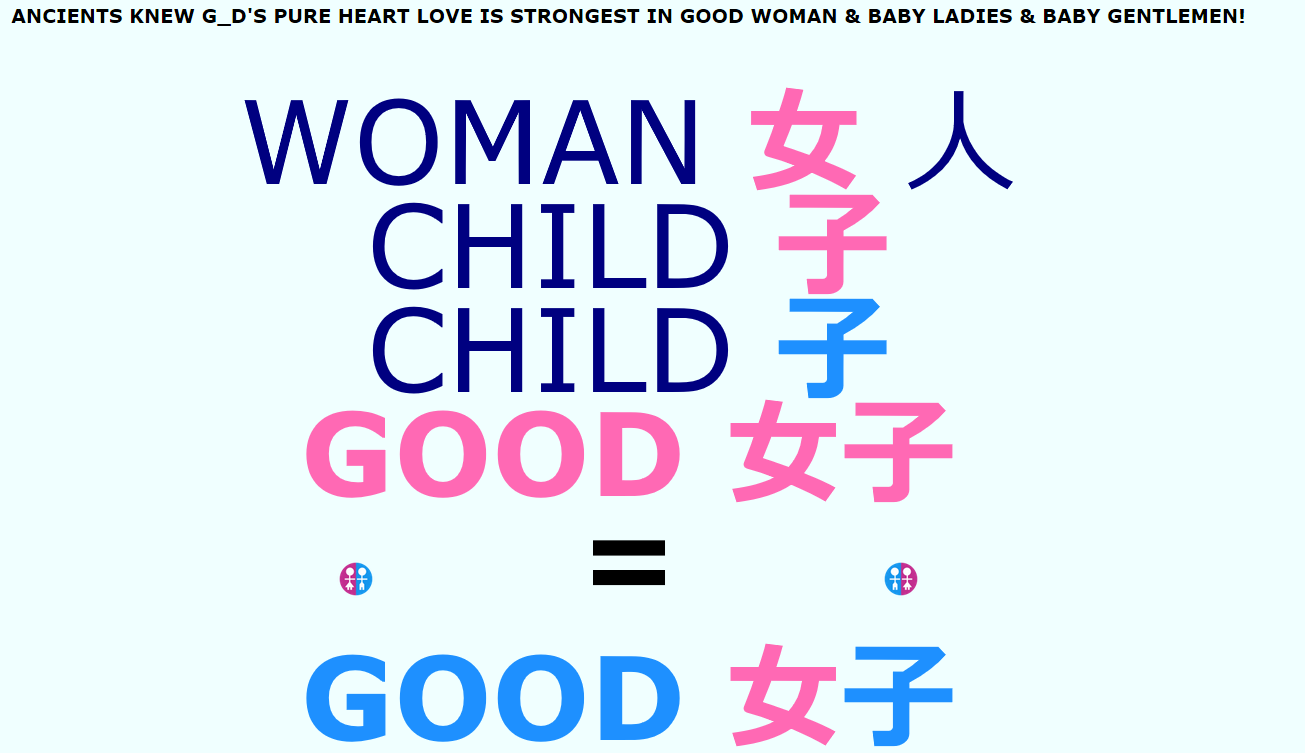 ANCIENTS KNEW G_D'S PURE HEART LOVE IS STRONGEST IN GOOD WOMAN & BABY LADIES & BABY GENTLEMEN!
WOMAN 女 人
CHILD 子
CHILD 子
GOOD 女子
=
GOOD 女子